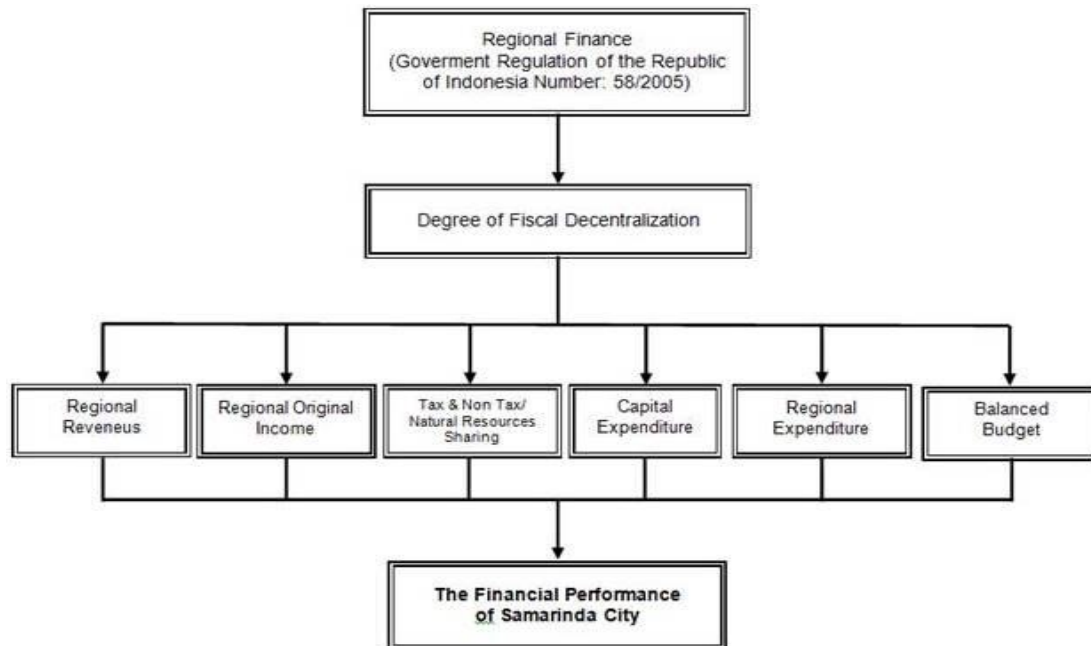 Regional Finance
(Goverment Regulation of the Republic
of Indonesia Number: 58/2005)
Degree of Fiscal Decentralization
Regional
Reveneus
Regional Original
Income
Tax & Non Tax/
Natural Resources
Sharing
Capital
Expenditure
Regional
Expenditure
Balanced
Budget
The Financial Performance
of Samarinda City